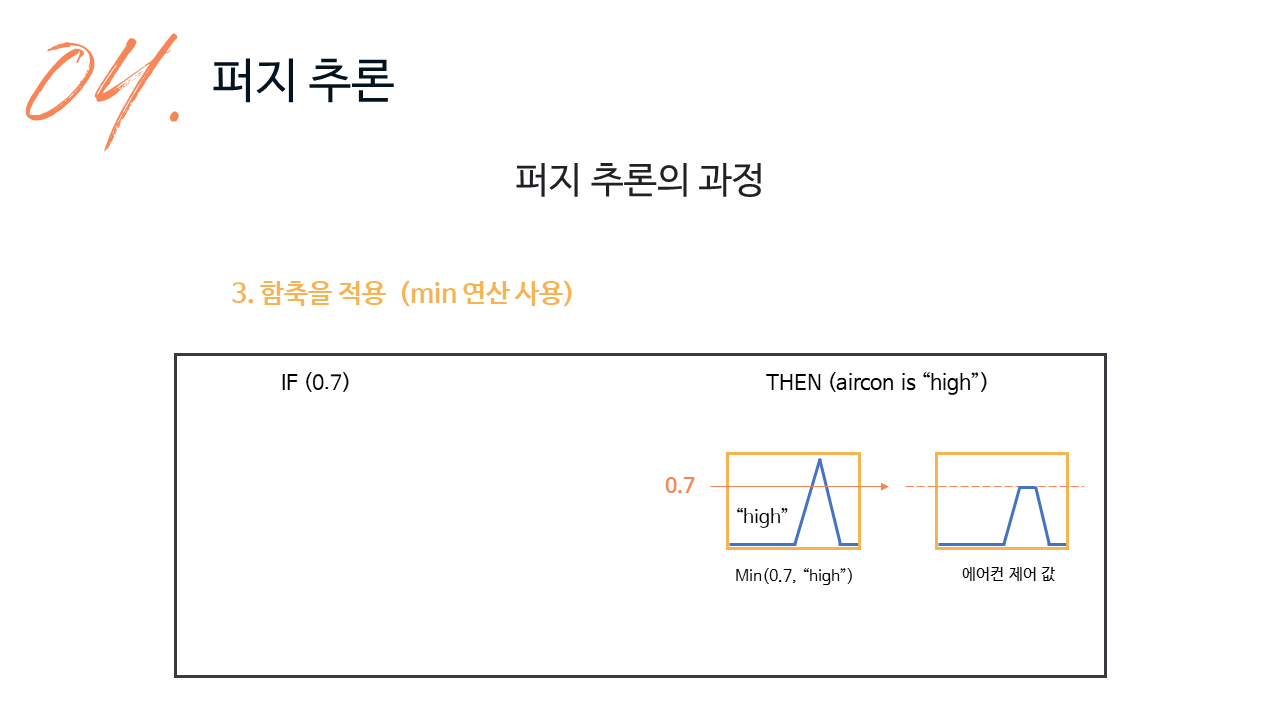 04. 퍼지 추론
퍼지 추론의 과정
3. 함축을 적용 (min 연산 사용)
IF (0.7) THEN (aircon is “high”)
0.7
“high”
Min(0.7, “high”) 에어컨 제어 값